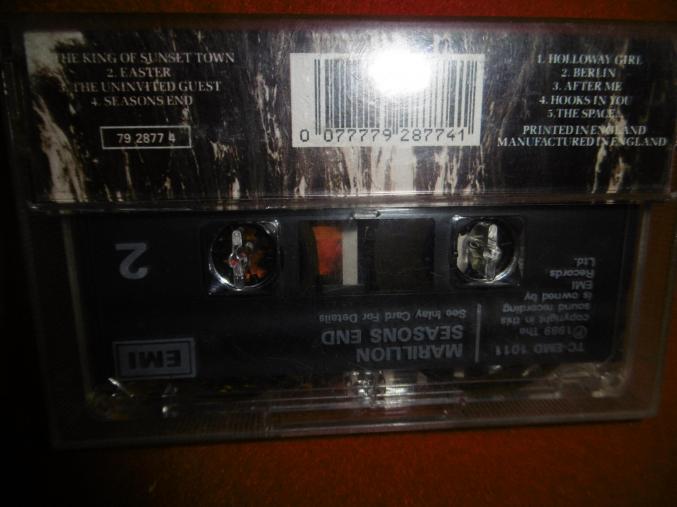 THE KING OF SUNSET TOWN
2. EASTER
3. THE UNINVITED GUEST
4. SEASONS END
79 2877 4
0 077779 287741
1. HOLLOWAY GIRL
2. BERLIN
3. AFTER ME
4. HOOKS IN YOU
5. THE SPACE
PRINTED IN ENGLAND
MANUFACTURED IN ENGLAND
TC-EMD 1011
℗1989 The
copyright in this
sound recording
is owned by
EMI
Records
Ltd.
MARILLION
SEASONS END
See Inlay Card For Details
EMI
2